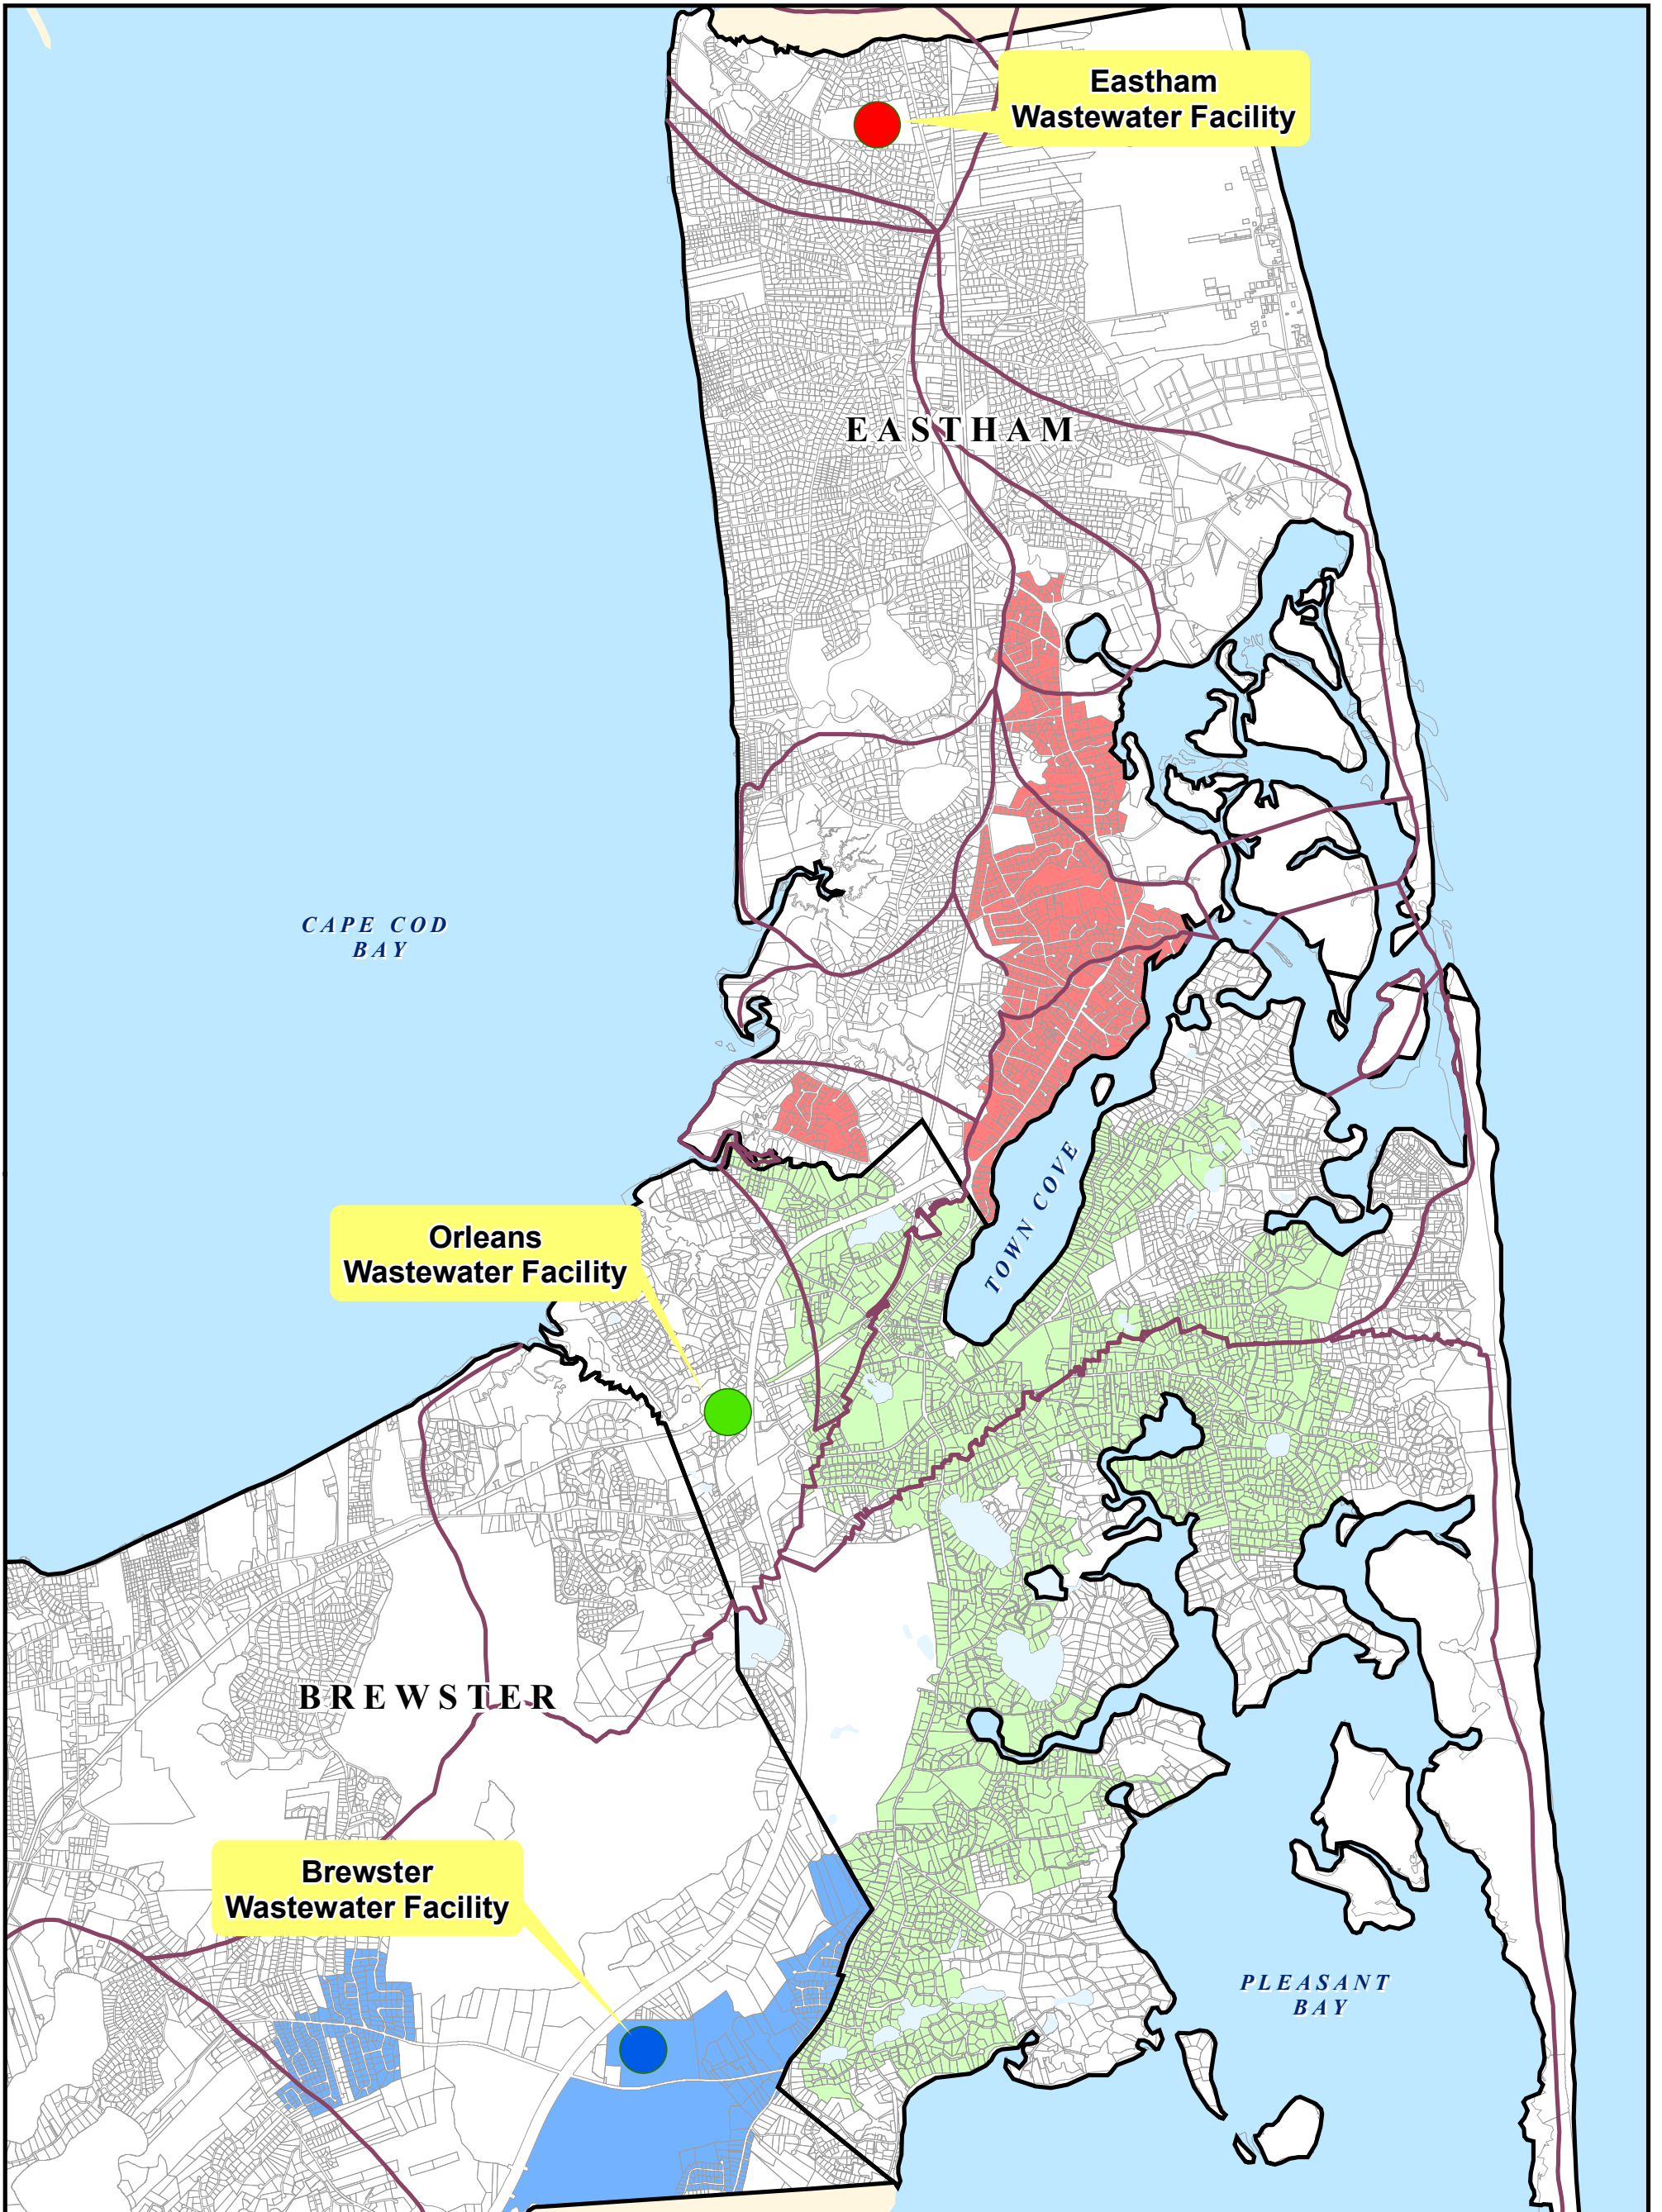 Eastham
Wastewater Facility
EASTHAM
CAPE COD
BAY
TOWN COVE
Orleans
Wastewater Facility
BREWSTER
Brewster
Wastewater Facility
PLEASANT
BAY